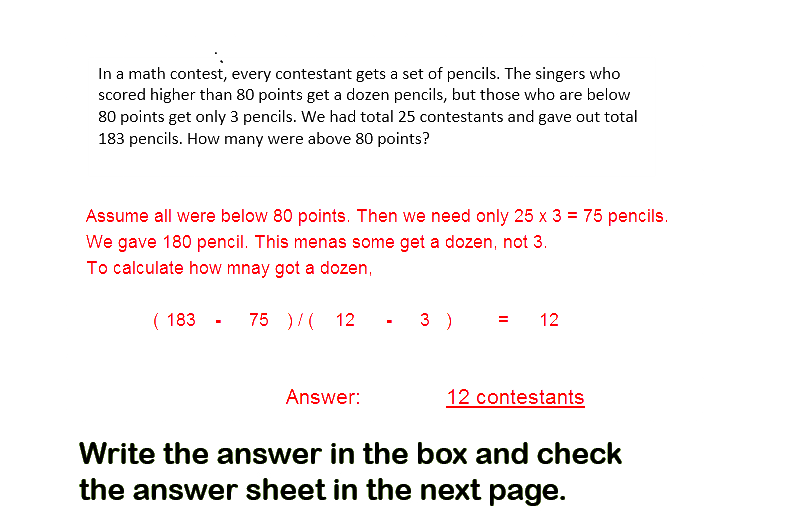 In a math contest, every contestant gets a set of pencils. The singers who
scored higher than 80 points get a dozen pencils, but those who are below
80 points get only 3 pencils. We had total 25 contestants and gave out total
183 pencils. How many were above 80 points?
Assume all were below 80 points. Then we need only 25 x 3 = 75 pencils.
We gave 180 pencil. This menas some get a dozen, not 3.
To calculate how mnay got a dozen,
( 183 - 75 ) / ( 12 - 3 ) = 12
Answer: 12 contestants
Write the answer in the box and check
the answer sheet in the next page.